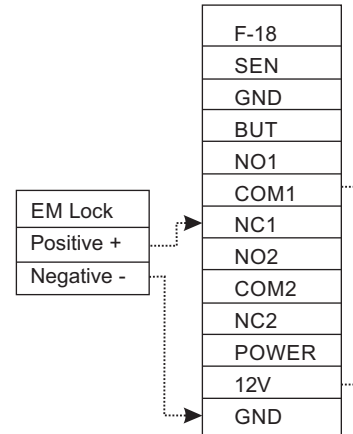 F-18
SEN
GND
BUT
NO1
COM1
NC1
NO2
COM2
NC2
POWER
12V
GND
EM Lock
Positive +
Negative -